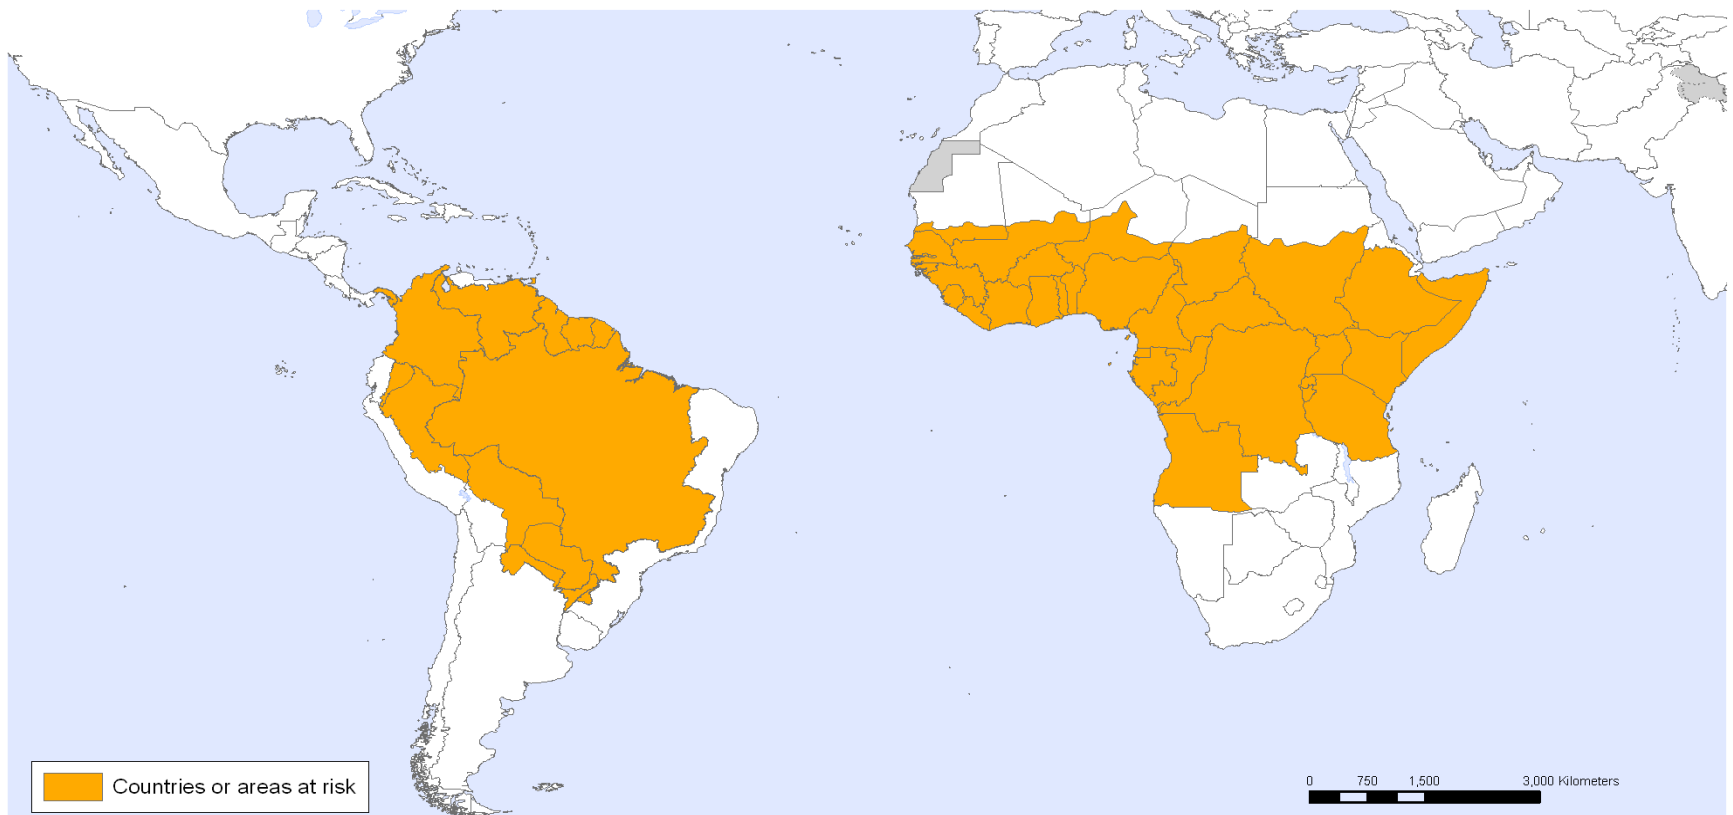 Countries or areas at risk
0 750 1,500 3,000 Kilometers